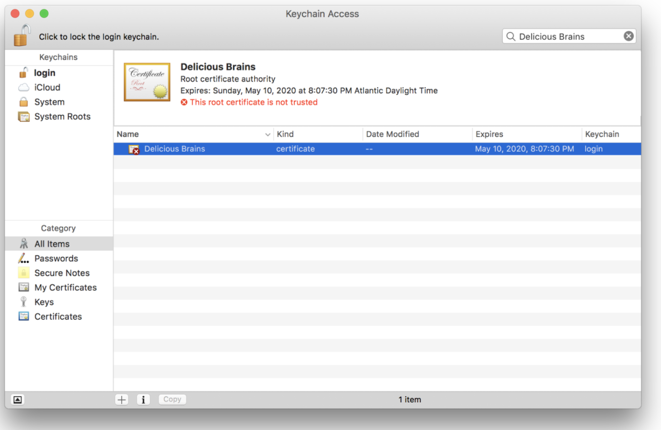 Keychain Access
Click to lock the login keychain.
Delicious Brains
Keychains
login
iCloud
System
System Roots
Certificate
Root
Delicious Brains
Root certificate authority
Expires: Sunday, May 10, 2020 at 8:07:30 PM Atlantic Daylight Time
This root certificate is not trusted
Name Kind Date Modified Expires Keychain
Delicious Brains certificate -- May 10, 2020, 8:07:30 PM login
Category
All Items
Passwords
Secure Notes
My Certificates
Keys
Certificates
+ i Copy 1 item